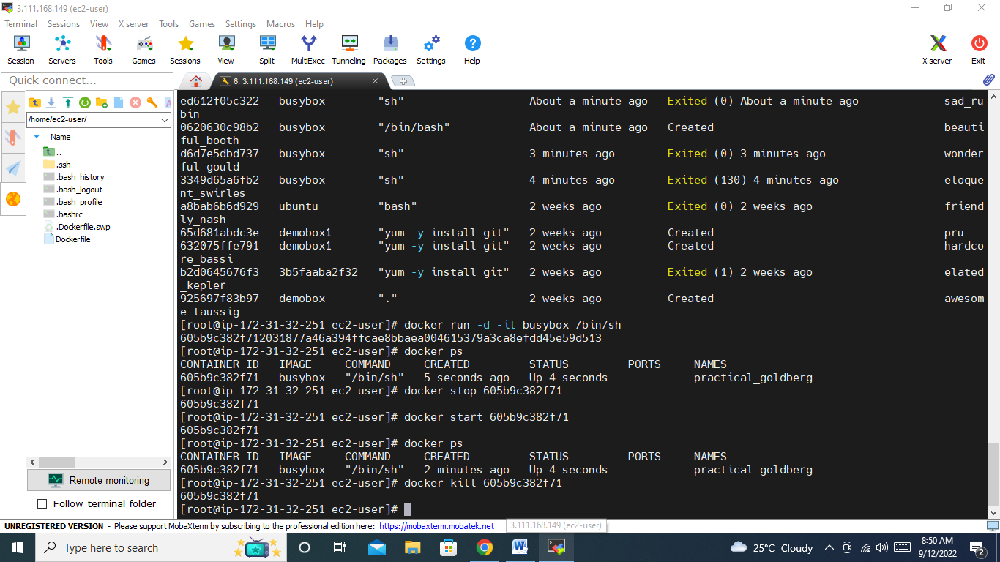 3.111.168.149 (ec2-user)
Terminal Sessions View X server Tools Games Settings Macros Help
Session Servers Tools Games Sessions View Split MultiExec Tunneling Packages Settings Help X server Exit
Quick connect...
6. 3.111.168.149 (ec2-user)
/home/ec2-user/
Name
..
.ssh
.bash_history
.bash_logout
.bash_profile
.bashrc
.Dockerfile.swp
Dockerfile
Remote monitoring
Follow terminal folder
ed612f05c322 busybox "sh" About a minute ago Exited (0) About a minute ago sad_ru
bin
0620630c98b2 busybox "/bin/bash" About a minute ago Created beauti
ful_booth
d6d7e5dbd737 busybox "sh" 3 minutes ago Exited (0) 3 minutes ago wonder
ful_gould
3349d65a6fb2 busybox "sh" 4 minutes ago Exited (130) 4 minutes ago eloque
nt_swirles
a8bab6b6d929 ubuntu "bash" 2 weeks ago Exited (0) 2 weeks ago friend
ly_nash
65d681abdc3e demobox1 "yum -y install git" 2 weeks ago Created pru
632075ffe791 demobox1 "yum -y install git" 2 weeks ago Created hardco
re_bassi
b2d0645676f3 3b5faaba2f32 "yum -y install git" 2 weeks ago Exited (1) 2 weeks ago elated
_kepler
925697f83b97 demobox "." 2 weeks ago Created awesom
e_taussig
[root@ip-172-31-32-251 ec2-user]# docker run -d -it busybox /bin/sh
605b9c382f712031877a46a394ffcae8bbaea004615379a3ca8efdd45e59d513
[root@ip-172-31-32-251 ec2-user]# docker ps
CONTAINER ID IMAGE COMMAND CREATED STATUS PORTS NAMES
605b9c382f71 busybox "/bin/sh" 5 seconds ago Up 4 seconds practical_goldberg
[root@ip-172-31-32-251 ec2-user]# docker stop 605b9c382f71
605b9c382f71
[root@ip-172-31-32-251 ec2-user]# docker start 605b9c382f71
605b9c382f71
[root@ip-172-31-32-251 ec2-user]# docker ps
CONTAINER ID IMAGE COMMAND CREATED STATUS PORTS NAMES
605b9c382f71 busybox "/bin/sh" 2 minutes ago Up 4 seconds practical_goldberg
[root@ip-172-31-32-251 ec2-user]# docker kill 605b9c382f71
605b9c382f71
[root@ip-172-31-32-251 ec2-user]#
UNREGISTERED VERSION - Please support MobaXterm by subscribing to the professional edition here: https://mobaxterm.mobatek.net
3.111.168.149 (ec2-user)
Type here to search
25°C Cloudy
8:50 AM
9/12/2022
2